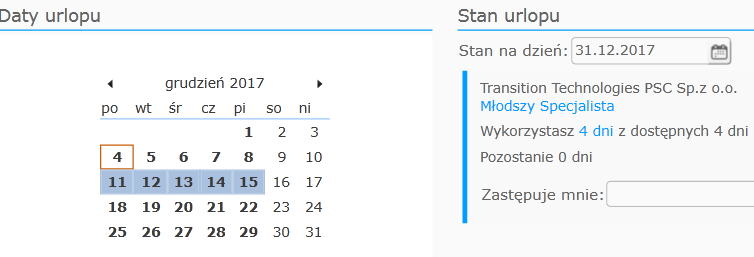 Daty urlopu
grudzień 2017
po wt śr cz pi so ni
1 2 3
4 5 6 7 8 9 10
11 12 13 14 15 16 17
18 19 20 21 22 23 24
25 26 27 28 29 30 31
Stan urlopu
Stan na dzień: 31.12.2017
Transition Technologies PSC Sp.z o.o.
Młodszy Specjalista
Wykorzystasz 4 dni z dostępnych 4 dni
Pozostanie 0 dni
Zastępuje mnie: